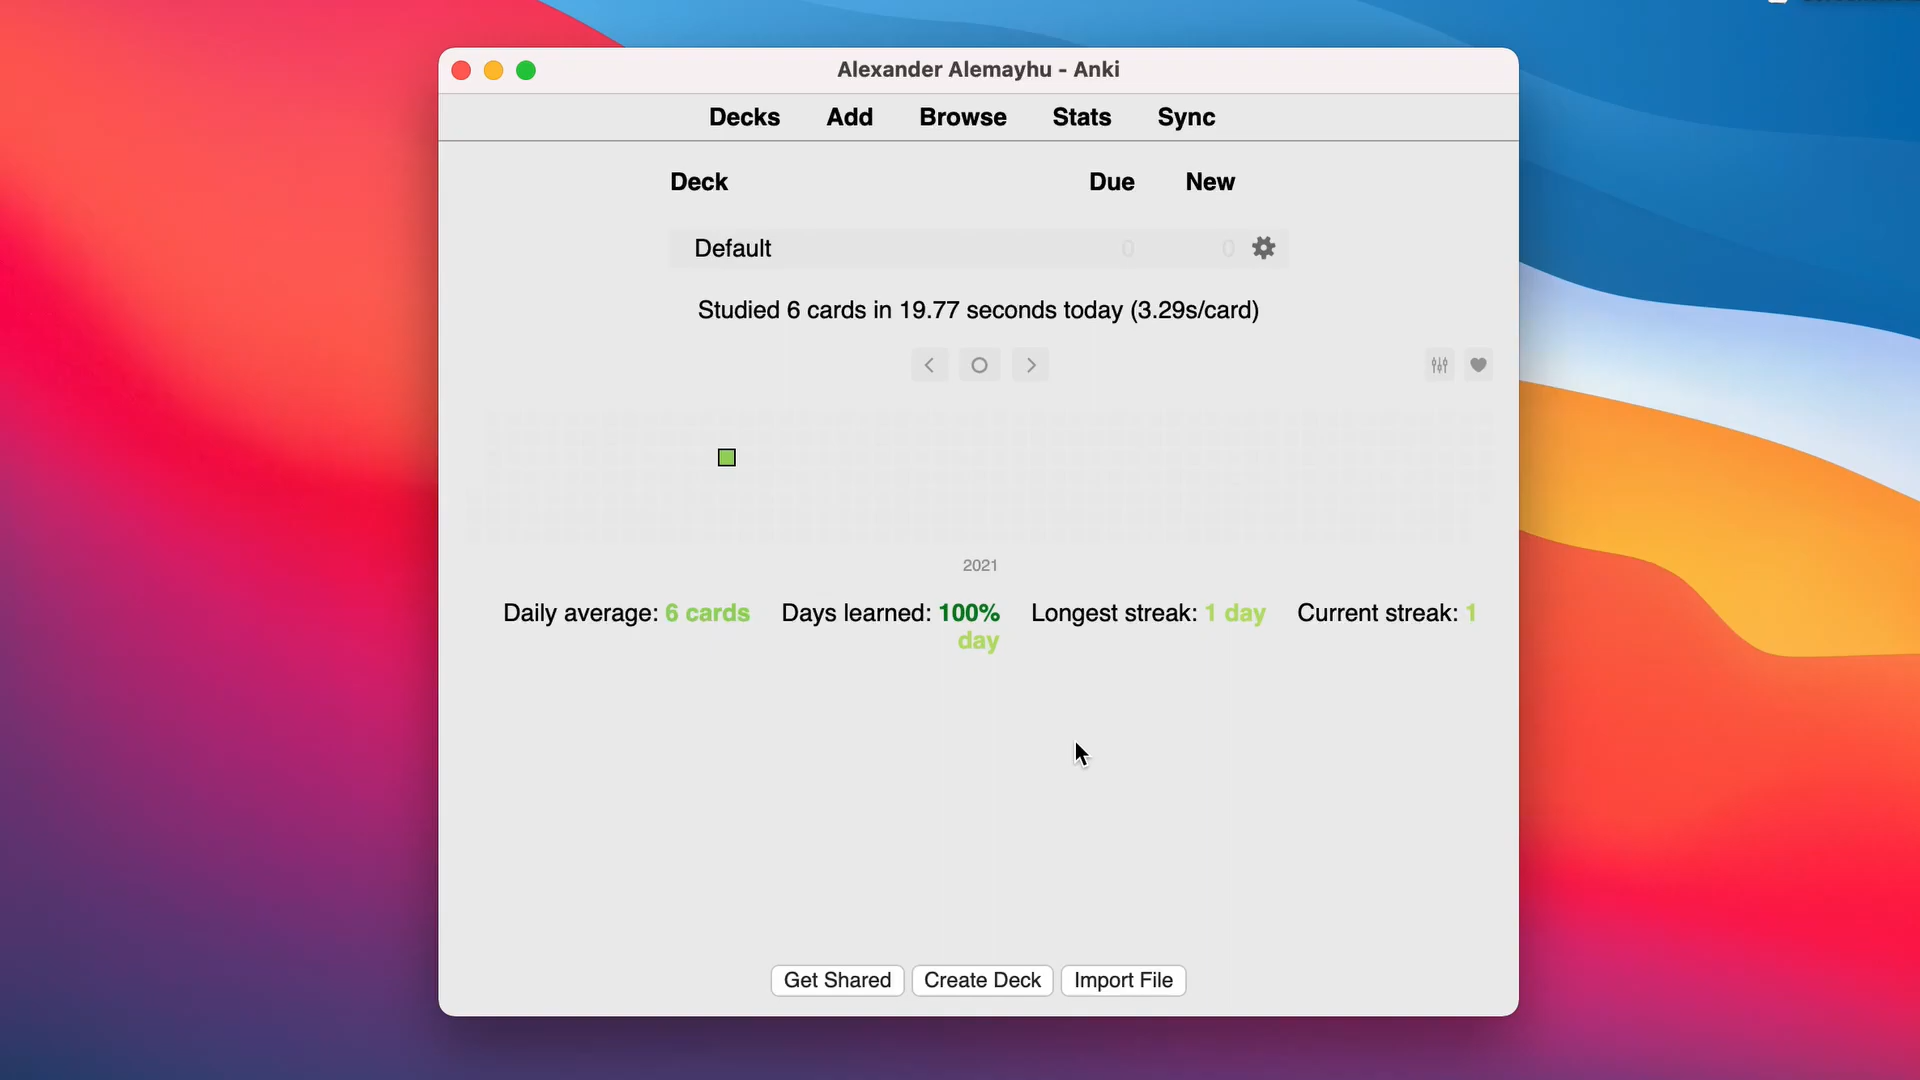 Alexander Alemayhu - Anki
Decks Add Browse Stats Sync
Deck Due New
Default 0 0
Studied 6 cards in 19.77 seconds today (3.29s/card)
2021
Daily average: 6 cards Days learned: 100% Longest streak: 1 day Current streak: 1
day
Get Shared Create Deck Import File